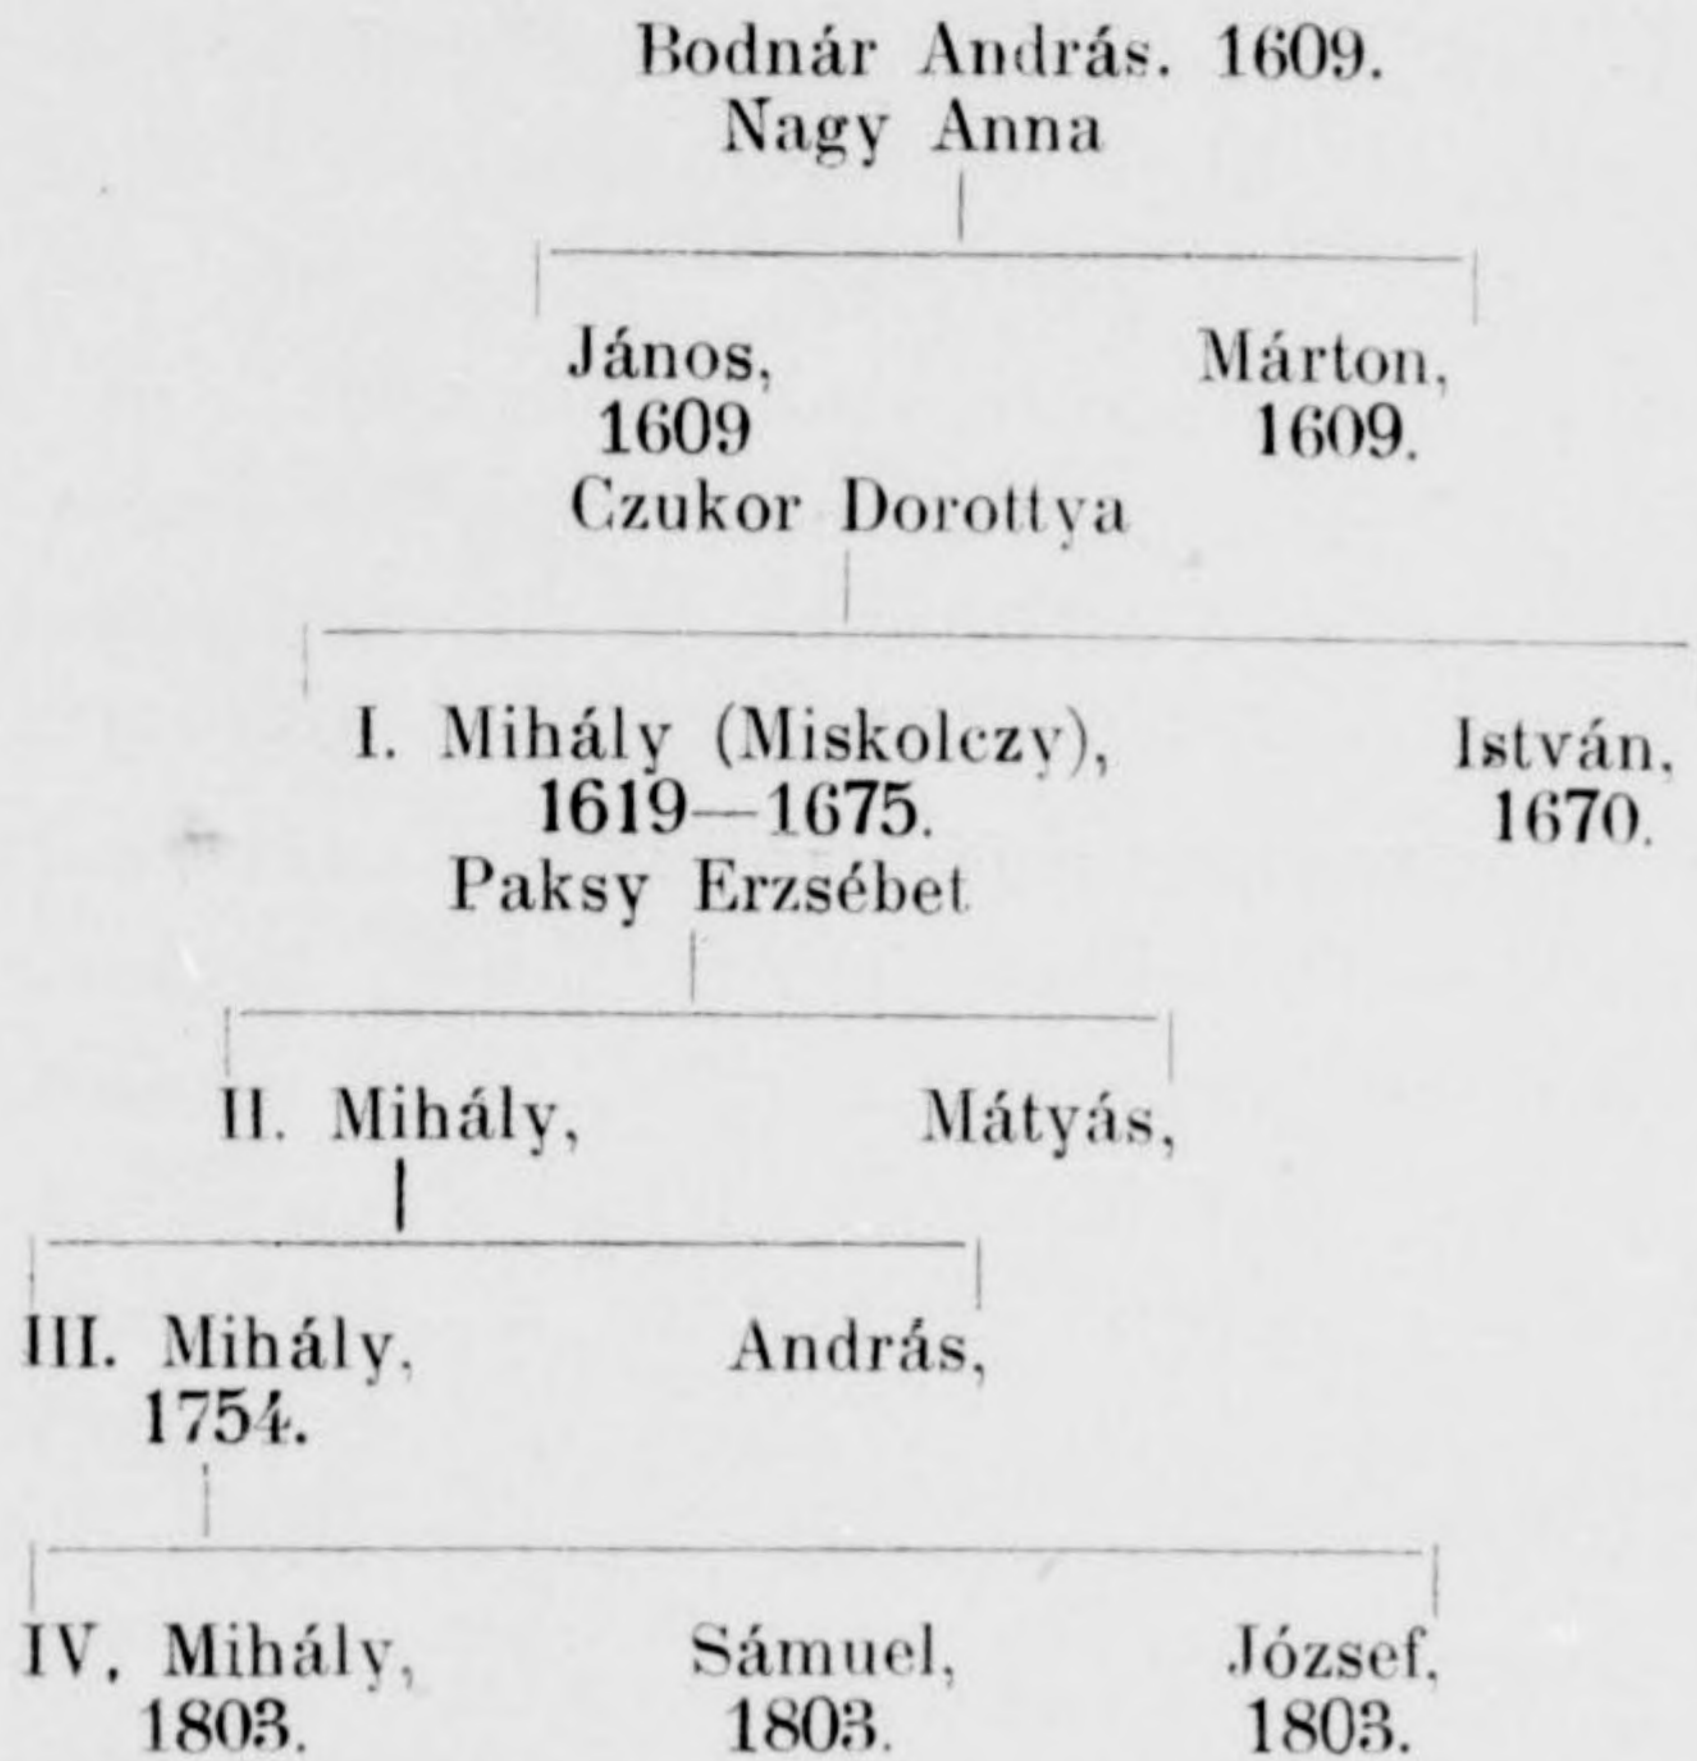 Bodnár András. 1609.
Nagy Anna
János, Márton,
1609 1609.
Czukor Dorottya
I. Mihály (Miskolczy), István,
1619—1675. 1670.
Paksy Erzsébet
II. Mihály, Mátyás,
III. Mihály, András,
1754.
IV. Mihály, Sámuel, József,
1803. 1803. 1803.